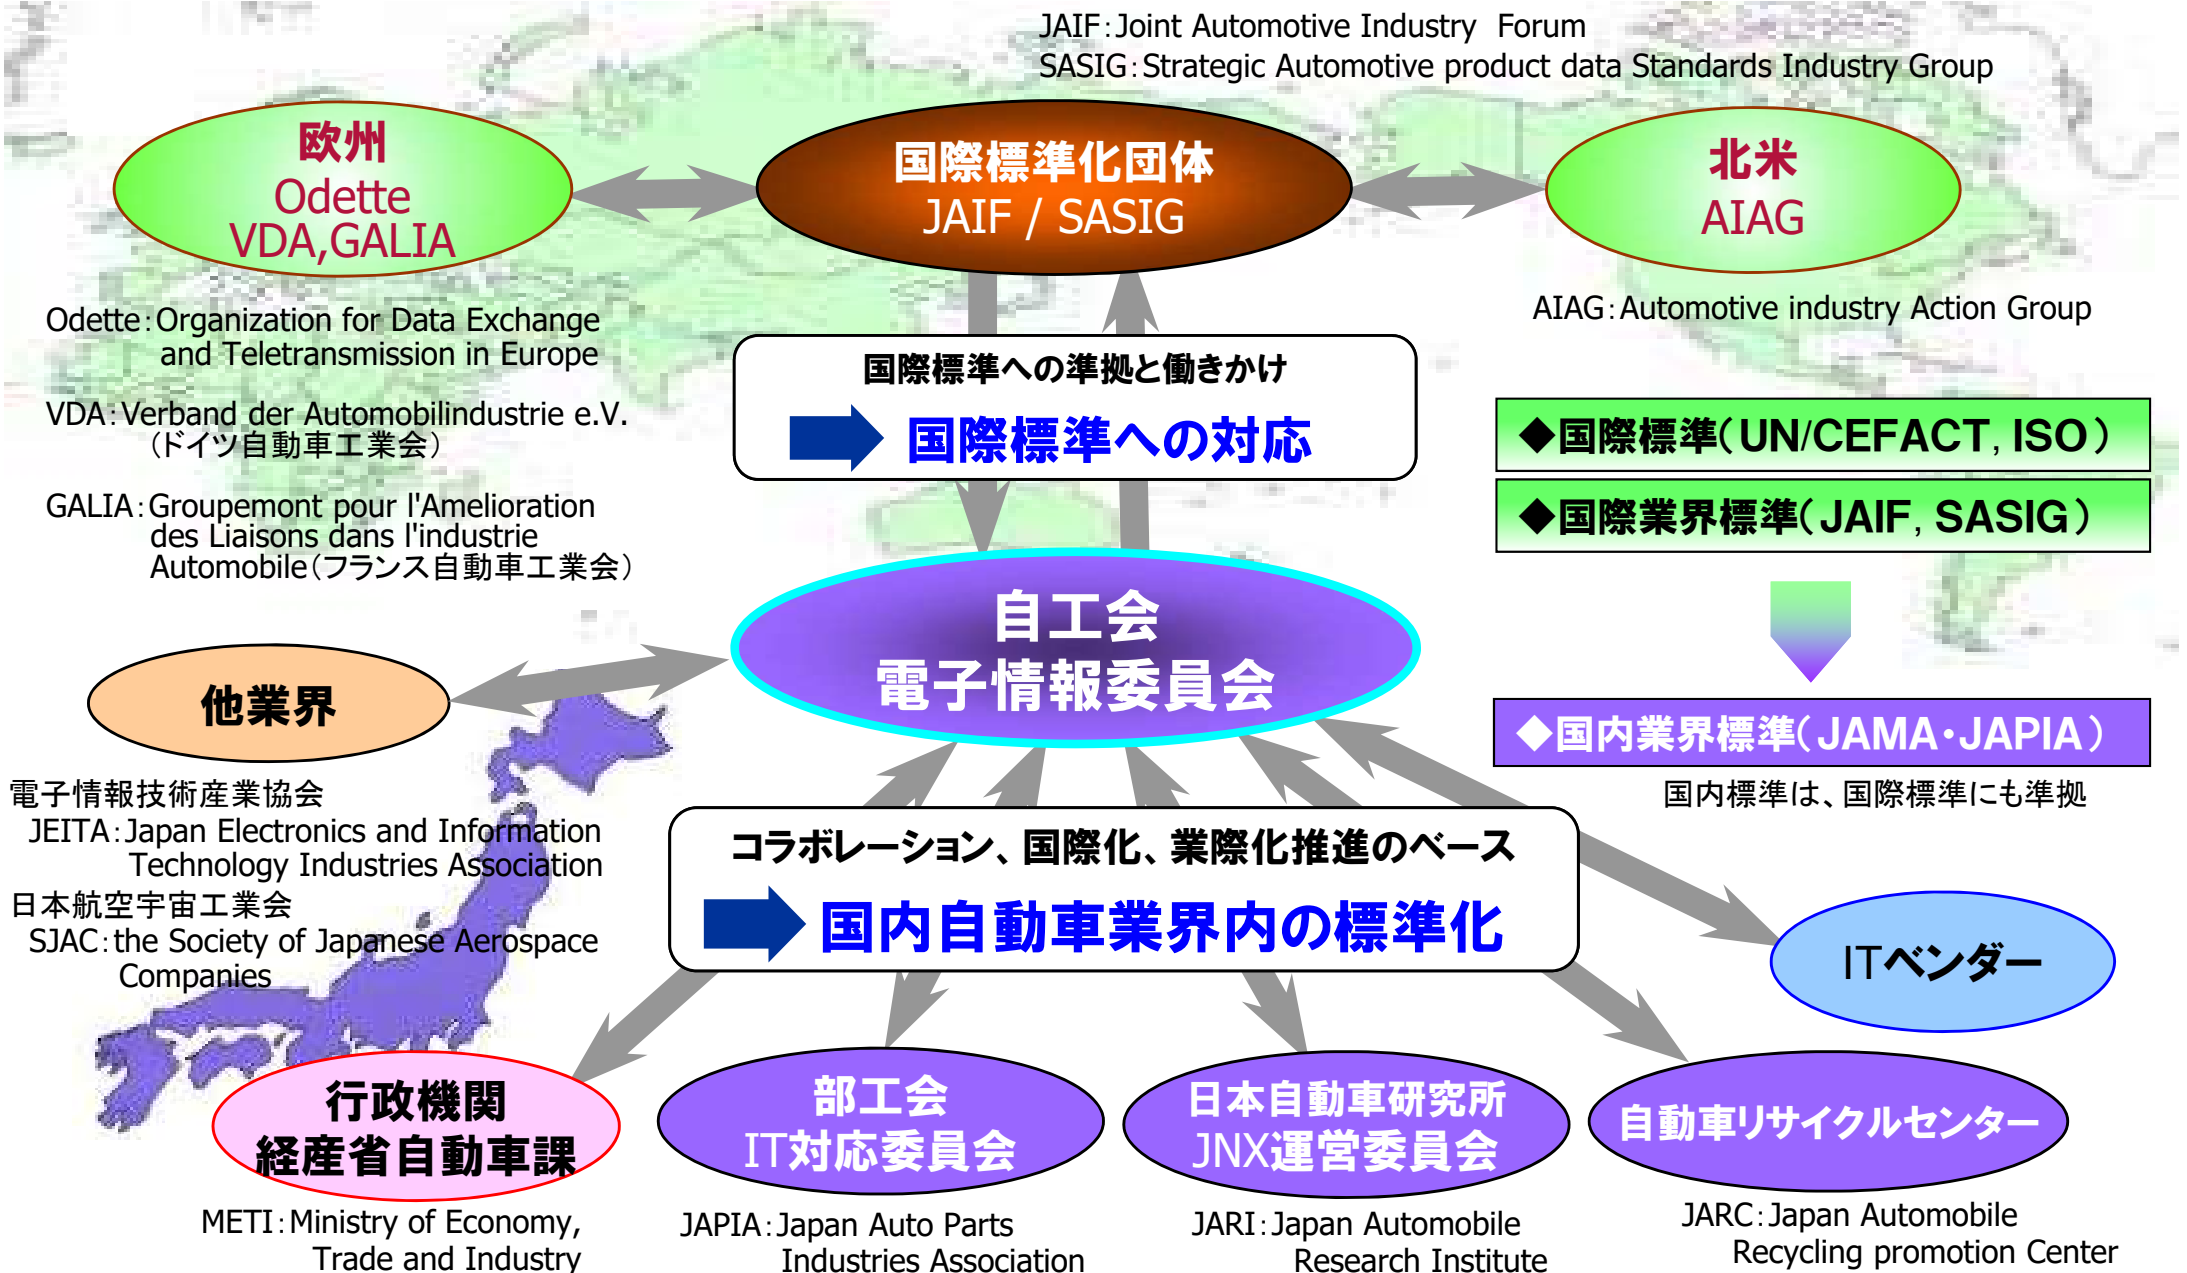 JAIF：Joint Automotive Industry Forum
SASIG：Strategic Automotive product data Standards Industry Group
欧州
Odette
VDA,GALIA
国際標準化団体
JAIF / SASIG
北米
AIAG
Odette：Organization for Data Exchange
and Teletransmission in Europe
VDA：Verband der Automobilindustrie e.V.
（ドイツ自動車工業会）
GALIA：Groupemont pour l'Amelioration
des Liaisons dans l'industrie
Automobile（フランス自動車工業会）
AIAG：Automotive industry Action Group
国際標準への準拠と働きかけ
国際標準への対応
◆国際標準（UN/CEFACT, ISO）
◆国際業界標準（JAIF, SASIG）
自工会
電子情報委員会
◆国内業界標準（JAMA・JAPIA）
国内標準は、国際標準にも準拠
他業界
電子情報技術産業協会
JEITA：Japan Electronics and Information
Technology Industries Association
日本航空宇宙工業会
SJAC：the Society of Japanese Aerospace
Companies
コラボレーション、国際化、業際化推進のベース
国内自動車業界内の標準化
ITベンダー
行政機関
経産省自動車課
METI：Ministry of Economy,
Trade and Industry
部工会
IT対応委員会
JAPIA：Japan Auto Parts
Industries Association
日本自動車研究所
JNX運営委員会
JARI：Japan Automobile
Research Institute
自動車リサイクルセンター
JARC：Japan Automobile
Recycling promotion Center